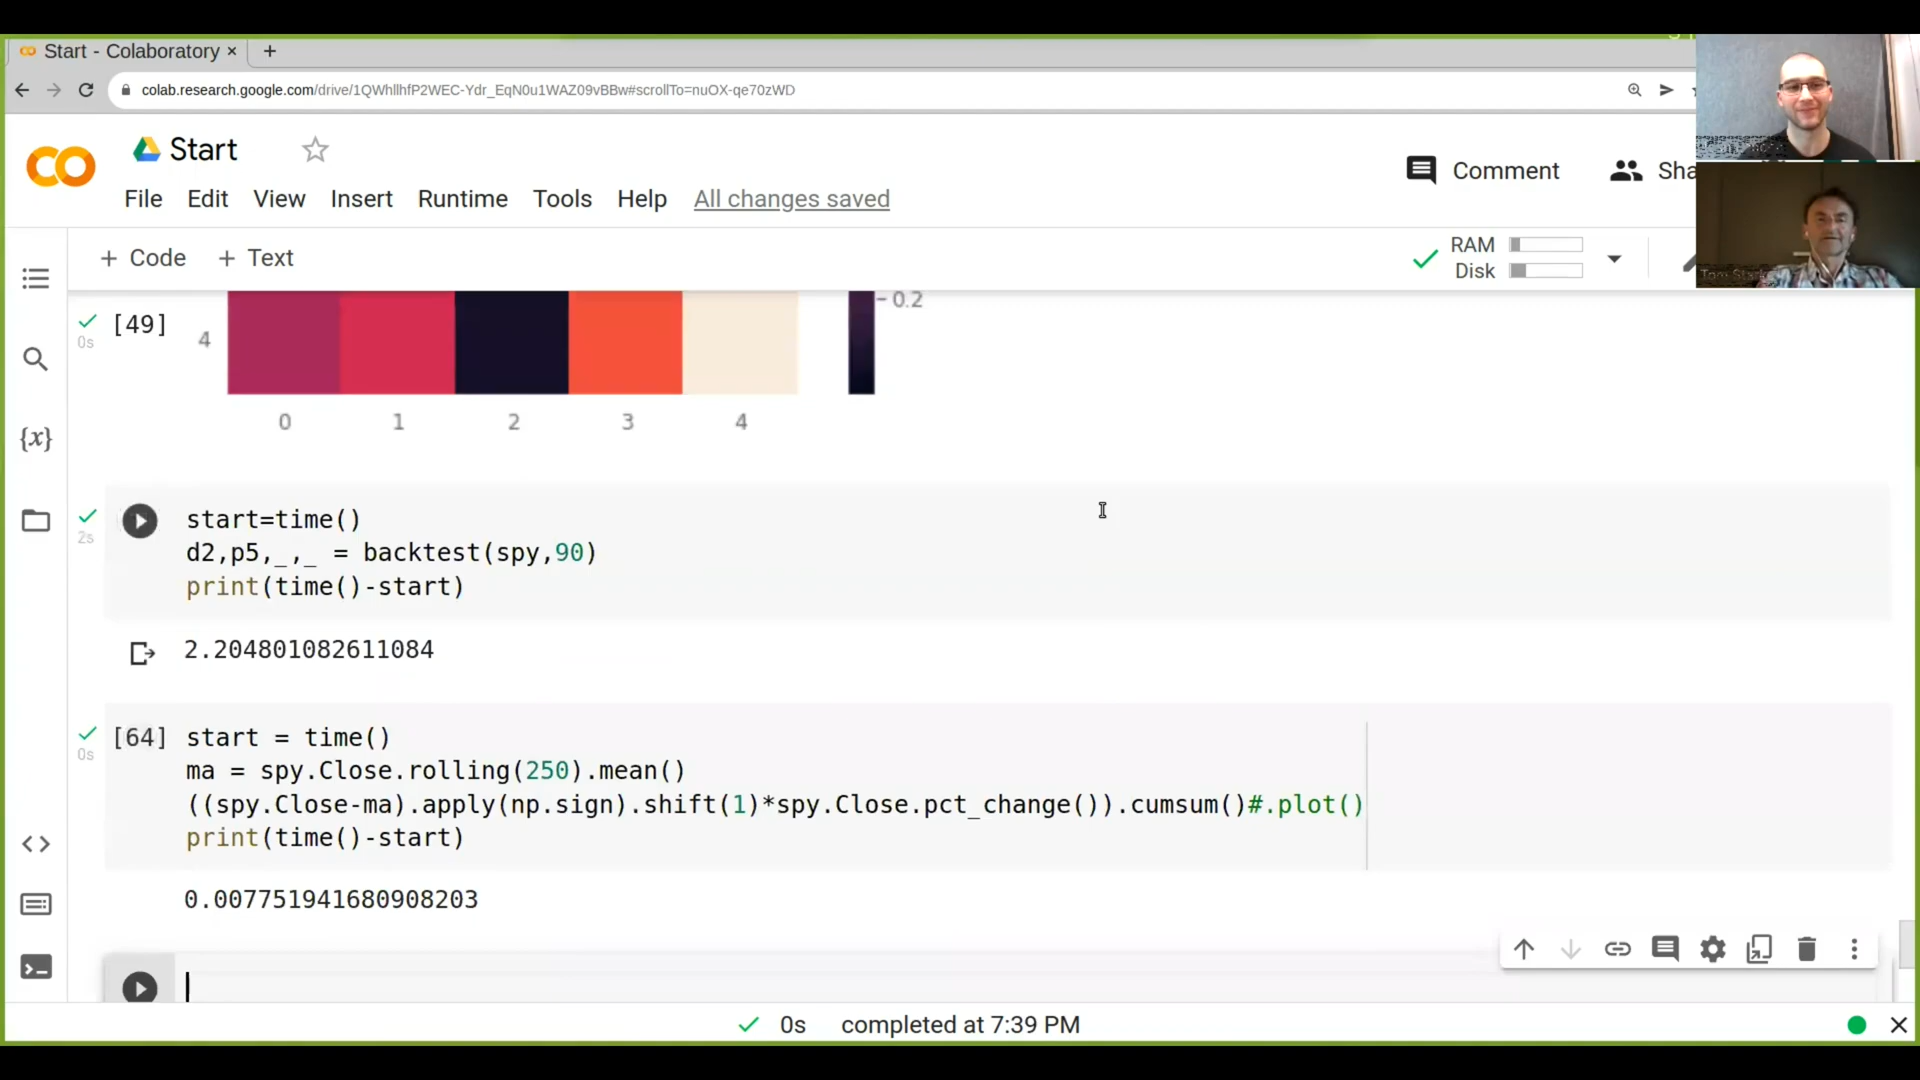 Start - Colaboratory
colab.research.google.com/drive/1QWhllhfP2WEC-Ydr_EqN0u1WAZ09vBBw#scrollTo=nuOX-qe70zWD
Start
Comment
Sha
File Edit View Insert Runtime Tools Help All changes saved
+ Code + Text
RAM
Disk
[49]
0s
4
- 0.2
0 1 2 3 4
2s
start=time()
d2,p5,_,_ = backtest(spy,90)
print(time()-start)
2.204801082611084
[64]
0s
start = time()
ma = spy.Close.rolling(250).mean()
((spy.Close-ma).apply(np.sign).shift(1)*spy.Close.pct_change()).cumsum()#.plot()
print(time()-start)
0.007751941680908203
0s completed at 7:39 PM